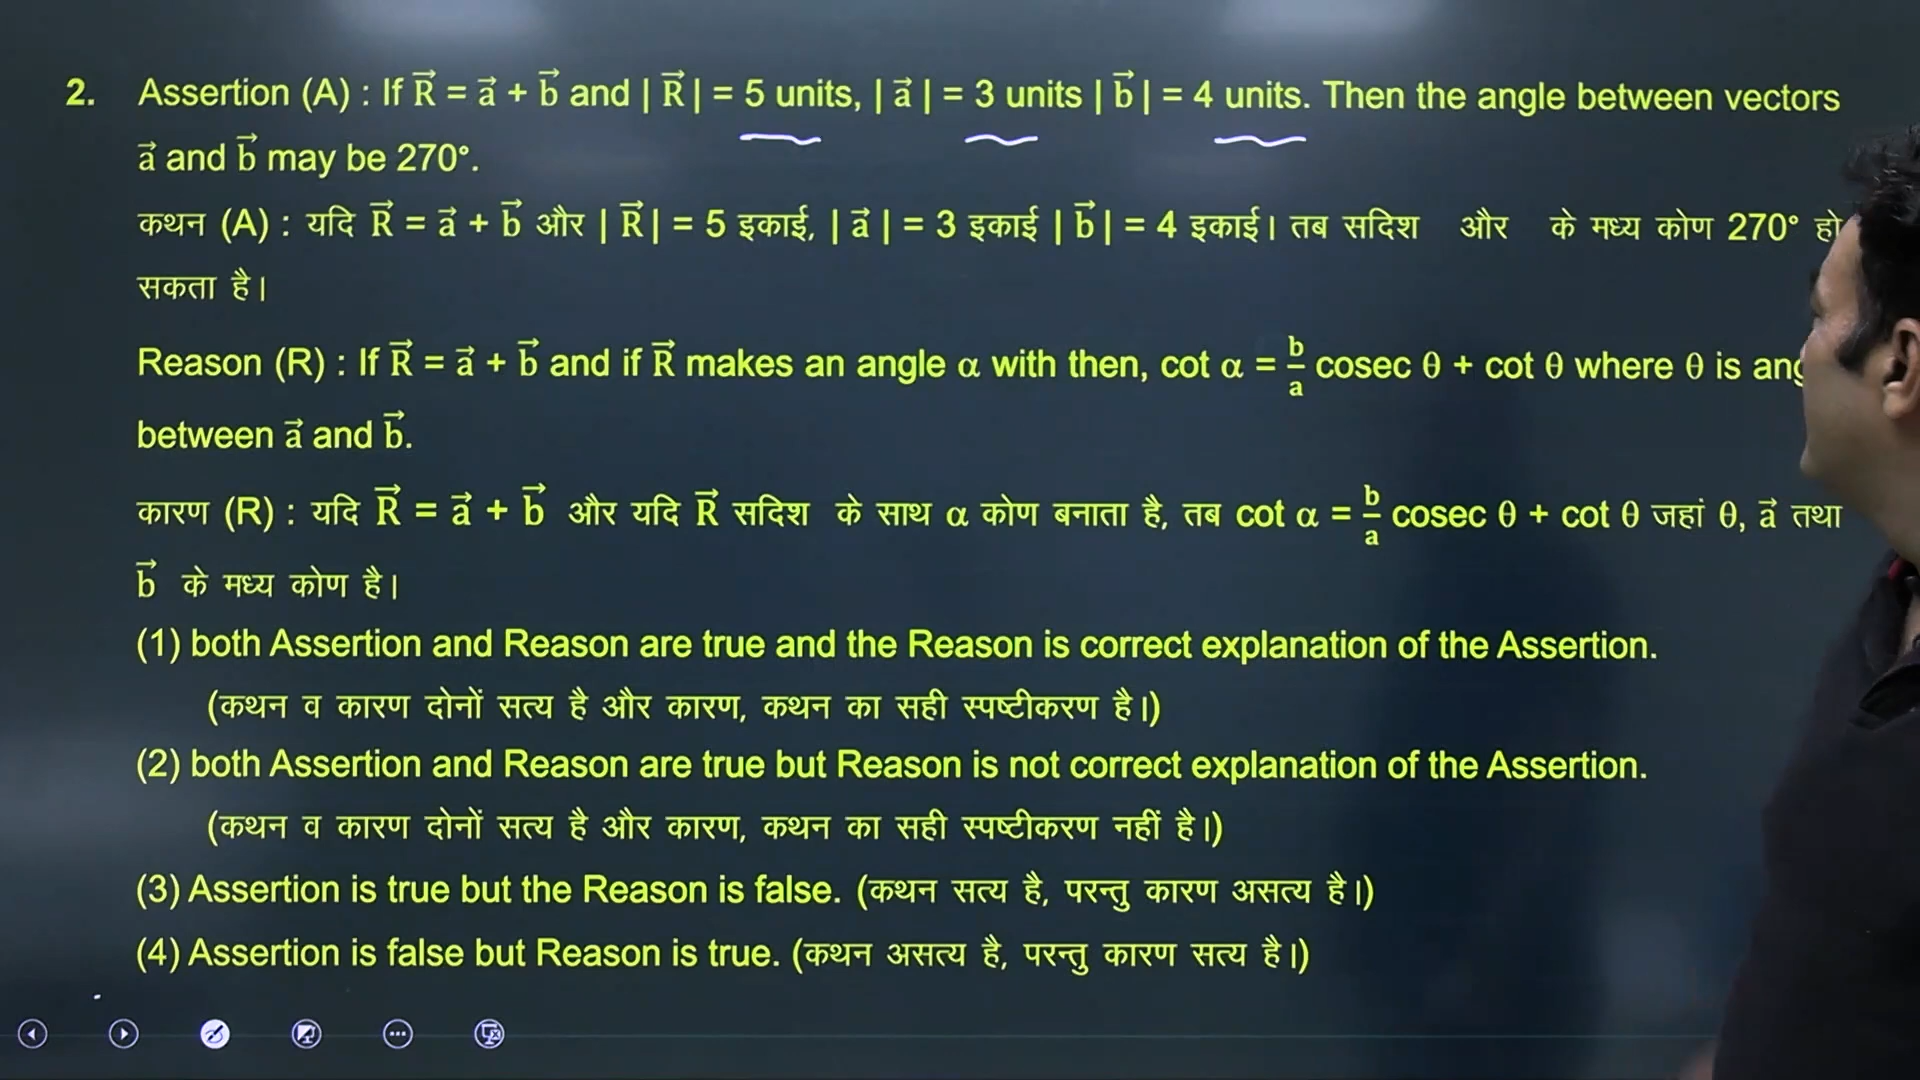 2. Assertion (A) : If R⃗ = a⃗ + b⃗ and | R⃗ | = 5 units, | a⃗ | = 3 units | b⃗ | = 4 units. Then the angle between vectors
a⃗ and b⃗ may be 270°.
कथन (A) : यदि R⃗ = a⃗ + b⃗ और | R⃗ | = 5 इकाई, | a⃗ | = 3 इकाई | b⃗ | = 4 इकाई। तब सदिश और के मध्य कोण 270° हो
सकता है।
Reason (R) : If R⃗ = a⃗ + b⃗ and if R⃗ makes an angle α with then, cot α = b/a cosec θ + cot θ where θ is
between a⃗ and b⃗.
कारण (R) : यदि R⃗ = a⃗ + b⃗ और यदि R⃗ सदिश के साथ α कोण बनाता है, तब cot α = b/a cosec θ + cot θ जहां θ, a⃗ तथा
b⃗ के मध्य कोण है।
(1) both Assertion and Reason are true and the Reason is correct explanation of the Assertion.
(कथन व कारण दोनों सत्य है और कारण, कथन का सही स्पष्टीकरण है।)
(2) both Assertion and Reason are true but Reason is not correct explanation of the Assertion.
(कथन व कारण दोनों सत्य है और कारण, कथन का सही स्पष्टीकरण नहीं है।)
(3) Assertion is true but the Reason is false. (कथन सत्य है, परन्तु कारण असत्य है।)
(4) Assertion is false but Reason is true. (कथन असत्य है, परन्तु कारण सत्य है।)